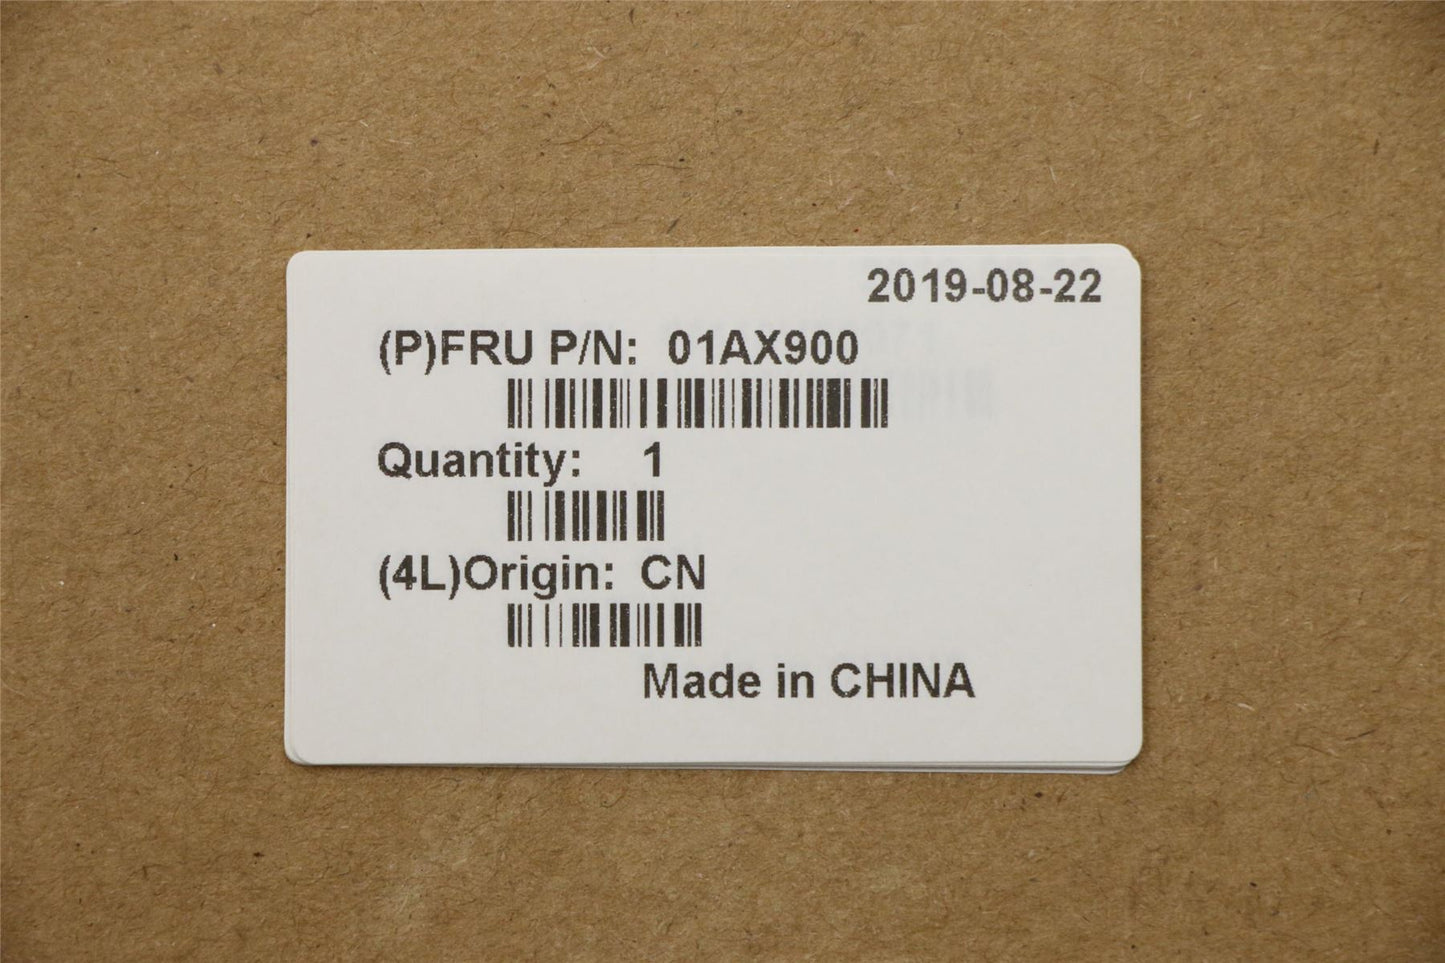 2019-08-22
(P)FRU P/N: 01AX900
Quantity: 1
(4L)Origin: CN
Made in CHINA